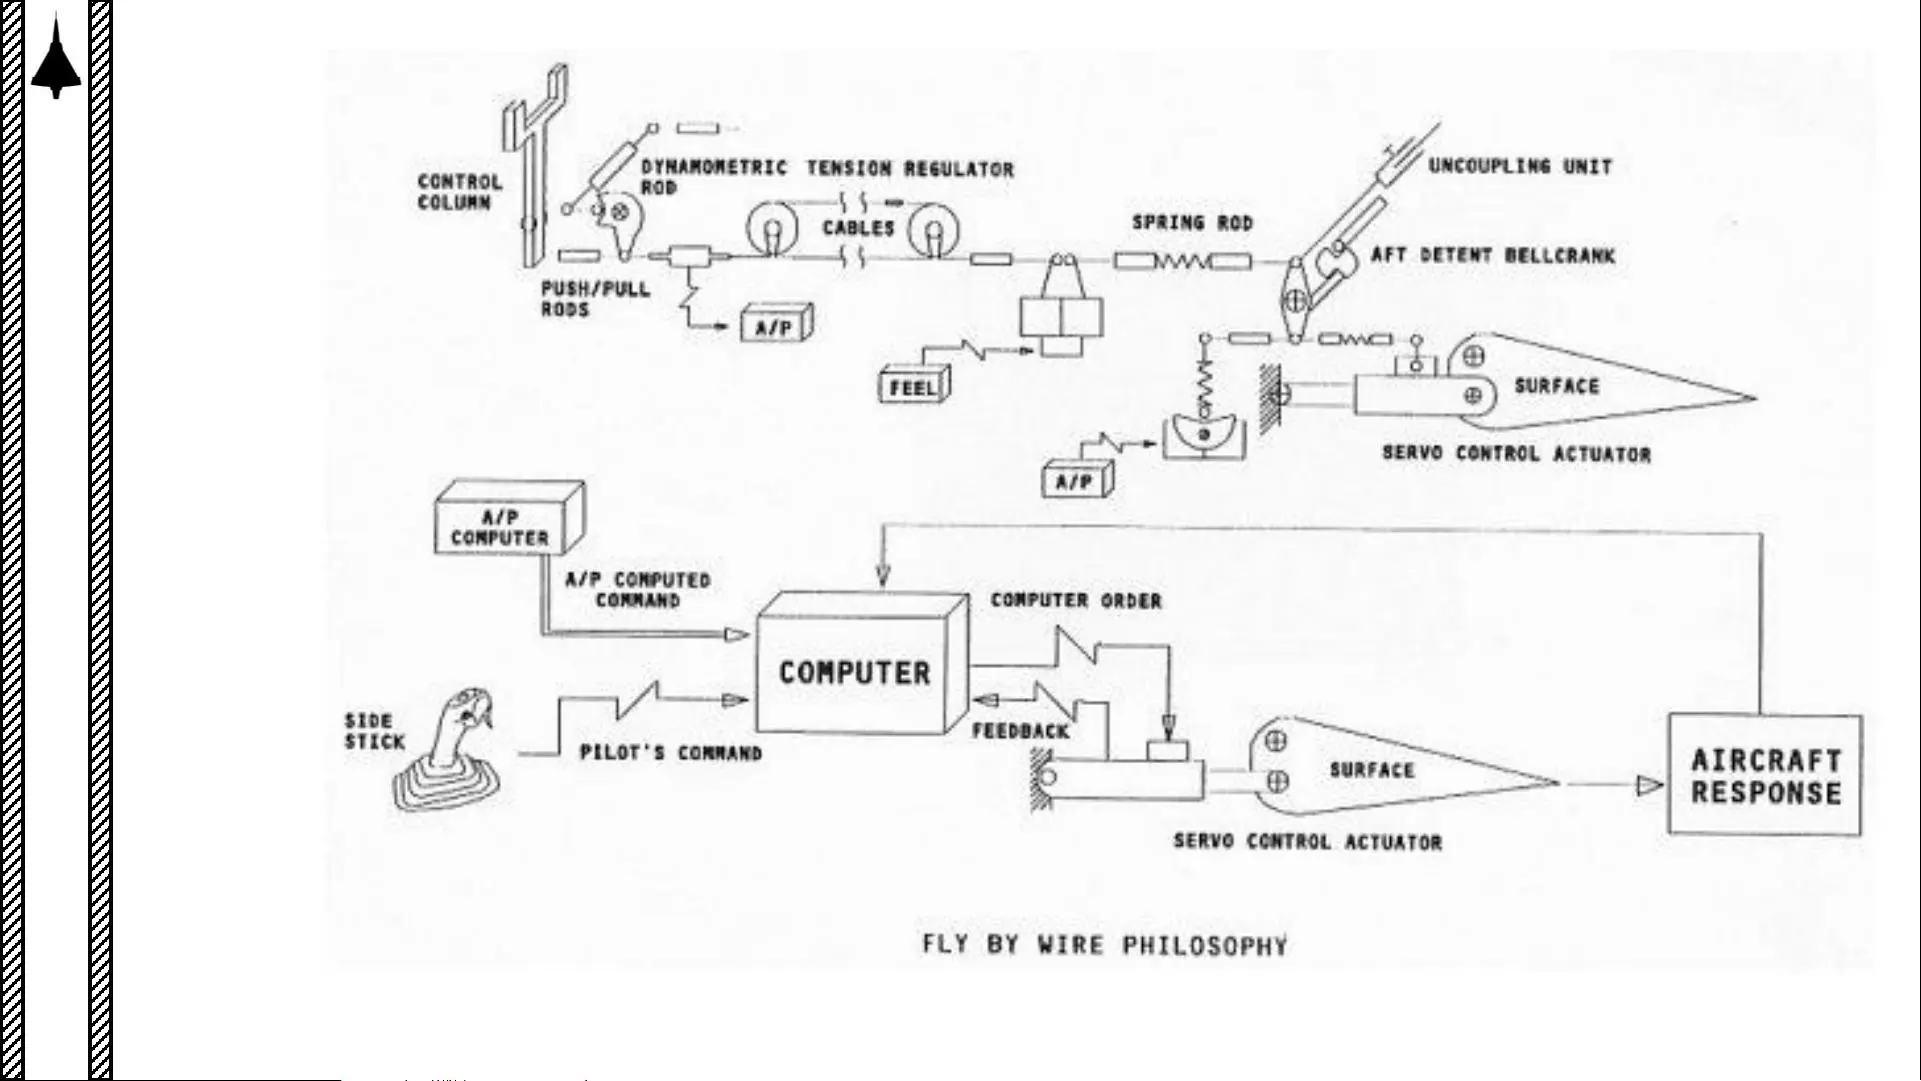 CONTROL
COLUMN
DYNAMOMETRIC
ROD
TENSION REGULATOR
CABLES
PUSH/PULL
RODS
A/P
FEEL
SPRING ROD
UNCOUPLING UNIT
AFT DETENT BELLCRANK
SURFACE
SERVO CONTROL ACTUATOR
A/P
A/P
COMPUTER
A/P COMPUTED
COMMAND
COMPUTER
COMPUTER ORDER
FEEDBACK
SIDE
STICK
PILOT'S COMMAND
SURFACE
SERVO CONTROL ACTUATOR
AIRCRAFT
RESPONSE
FLY BY WIRE PHILOSOPHY